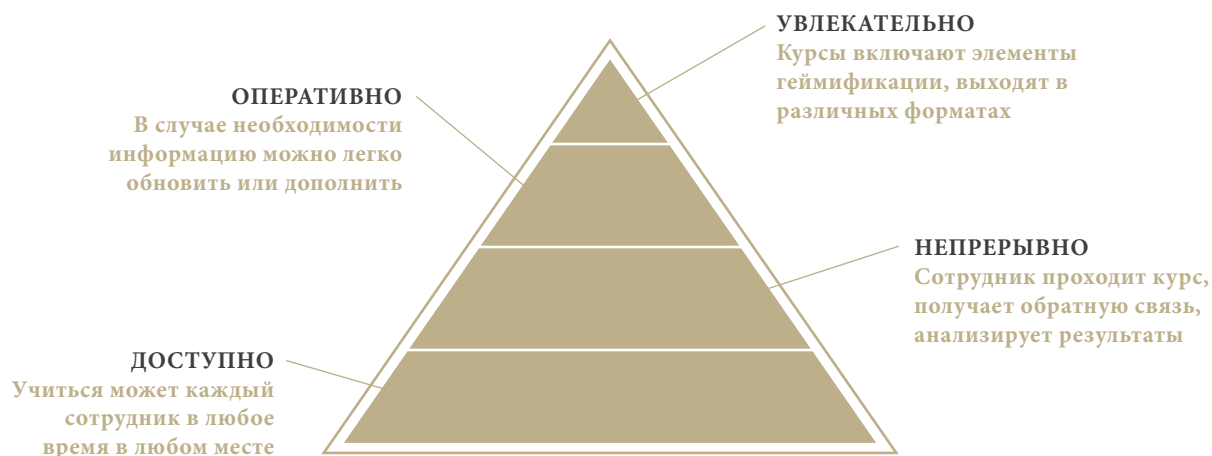 УВЛЕКАТЕЛЬНО
Курсы включают элементы
геймификации, выходят в
различных форматах
ОПЕРАТИВНО
В случае необходимости
информацию можно легко
обновить или дополнить
НЕПРЕРЫВНО
Сотрудник проходит курс,
получает обратную связь,
анализирует результаты
ДОСТУПНО
Учиться может каждый
сотрудник в любое
время в любом месте